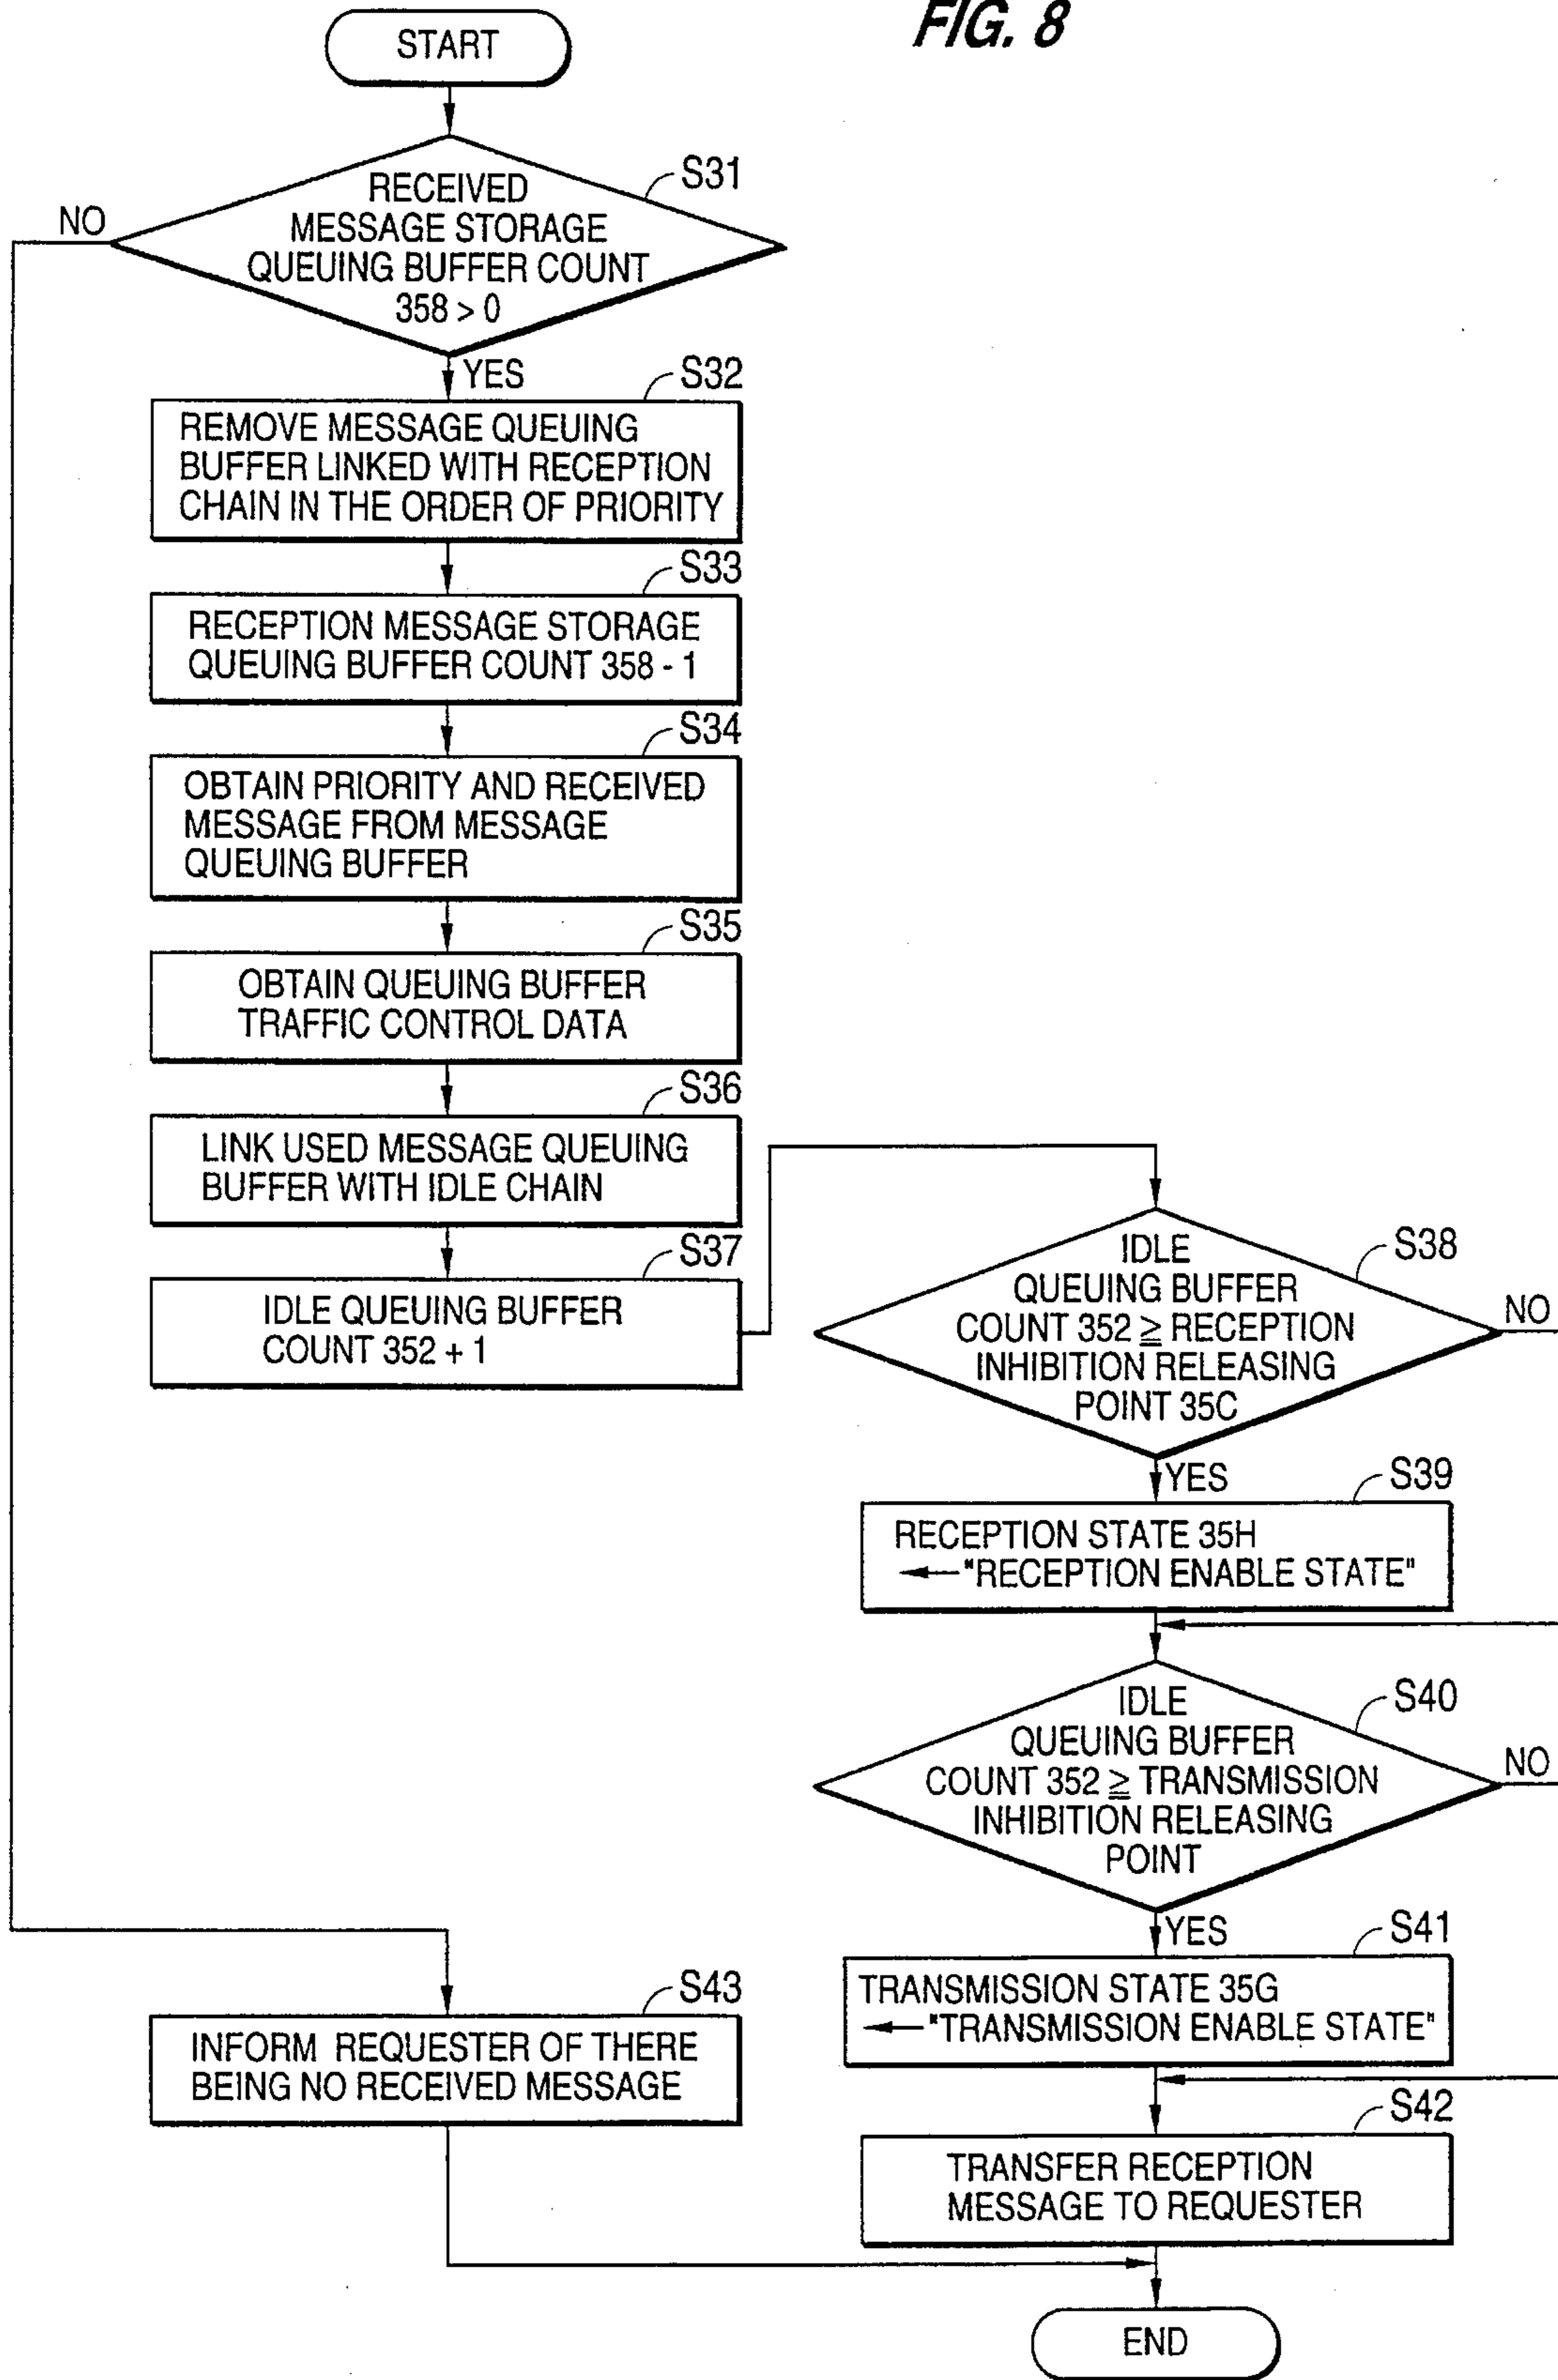 FIG. 8
START
S31
RECEIVED
MESSAGE STORAGE
QUEUING BUFFER COUNT
358 > 0
NO
YES
S32
REMOVE MESSAGE QUEUING
BUFFER LINKED WITH RECEPTION
CHAIN IN THE ORDER OF PRIORITY
S33
RECEPTION MESSAGE STORAGE
QUEUING BUFFER COUNT 358 - 1
S34
OBTAIN PRIORITY AND RECEIVED
MESSAGE FROM MESSAGE
QUEUING BUFFER
S35
OBTAIN QUEUING BUFFER
TRAFFIC CONTROL DATA
S36
LINK USED MESSAGE QUEUING
BUFFER WITH IDLE CHAIN
S37
IDLE QUEUING BUFFER
COUNT 352 + 1
S38
IDLE
QUEUING BUFFER
COUNT 352 ≧ RECEPTION
INHIBITION RELEASING
POINT 35C
NO
YES
S39
RECEPTION STATE 35H
←"RECEPTION ENABLE STATE"
S40
IDLE
QUEUING BUFFER
COUNT 352 ≧ TRANSMISSION
INHIBITION RELEASING
POINT
NO
YES
S41
TRANSMISSION STATE 35G
←"TRANSMISSION ENABLE STATE"
S42
TRANSFER RECEPTION
MESSAGE TO REQUESTER
S43
INFORM REQUESTER OF THERE
BEING NO RECEIVED MESSAGE
END